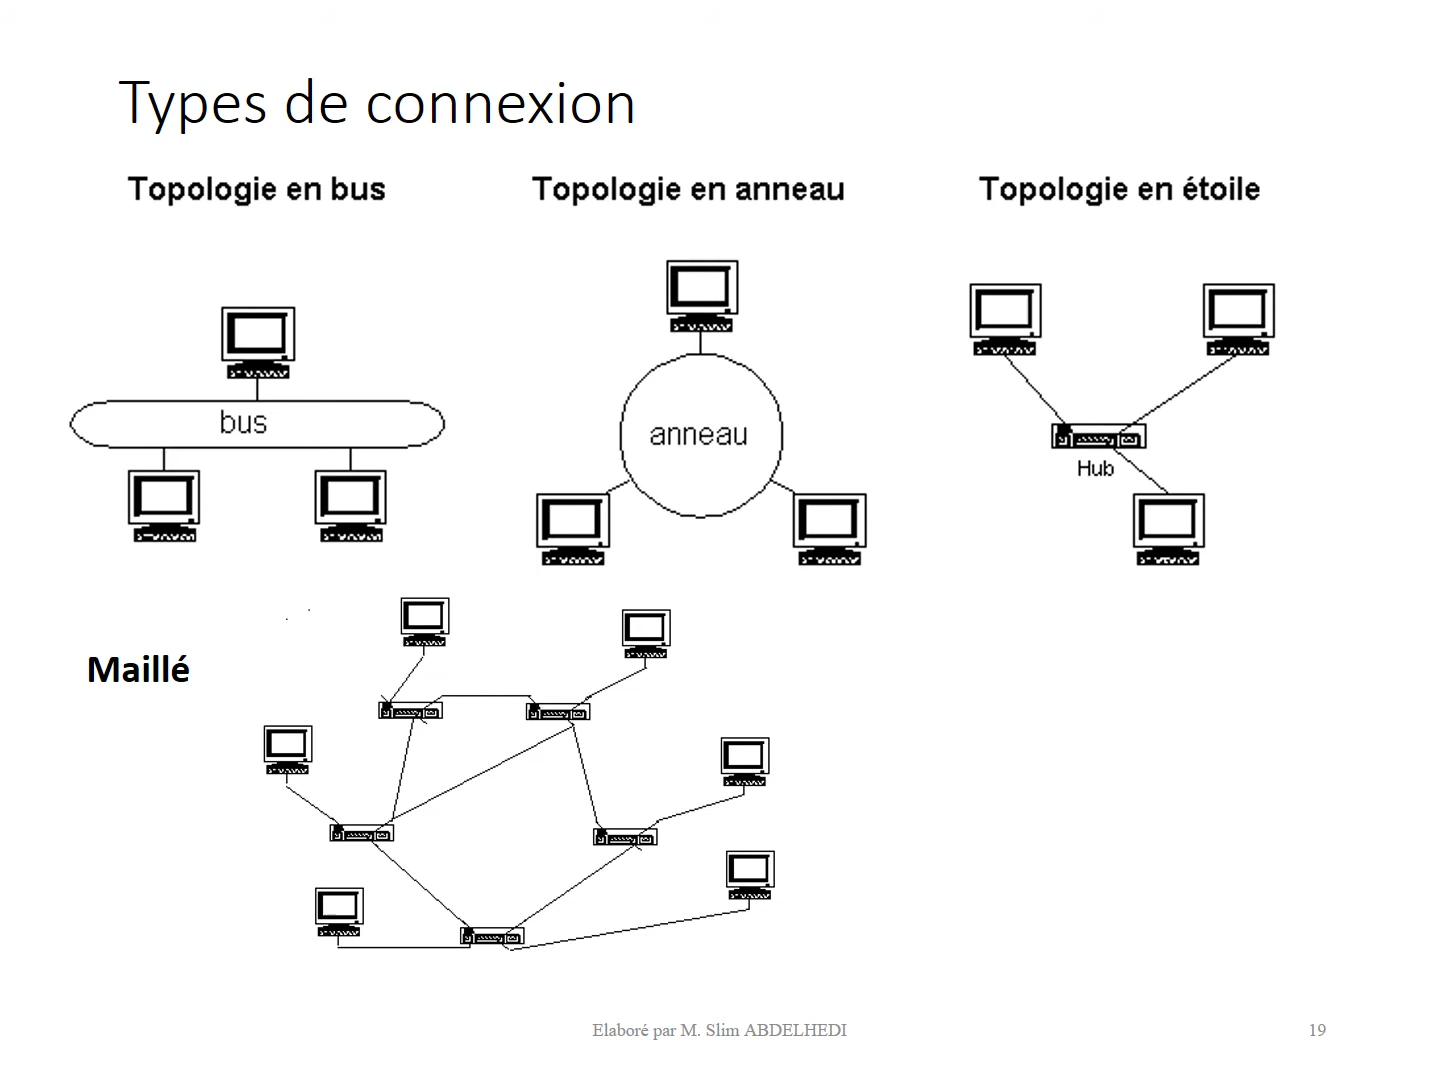 Types de connexion
Topologie en bus
Topologie en anneau
Topologie en étoile
bus
anneau
Hub
Maillé
Elaboré par M. Slim ABDELHEDI
19